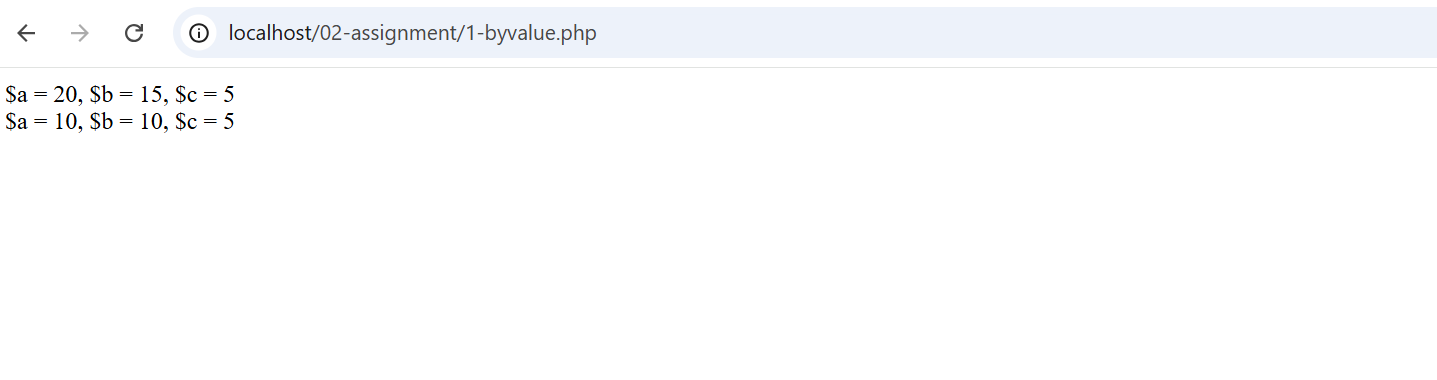 localhost/02-assignment/1-byvalue.php
$a = 20, $b = 15, $c = 5
$a = 10, $b = 10, $c = 5